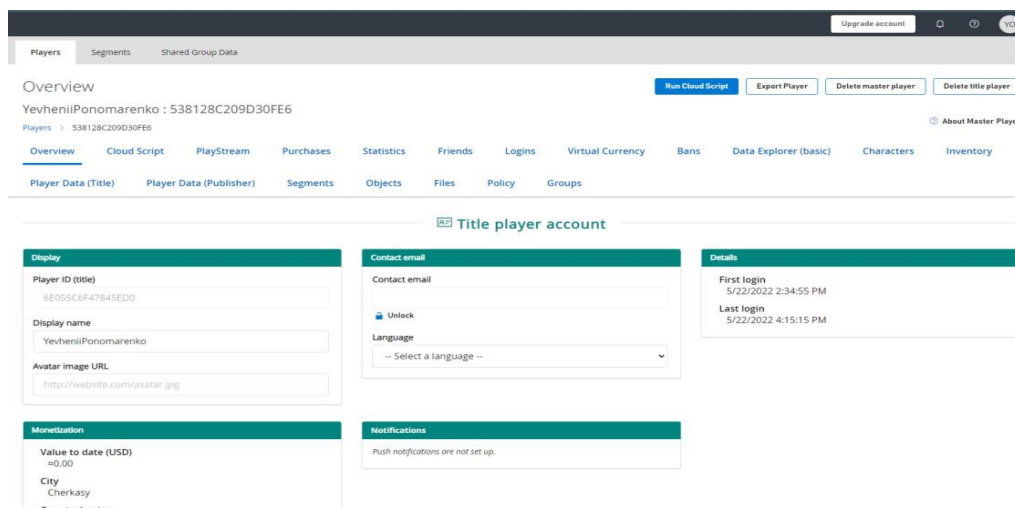 Upgrade account
YO
Players Segments Shared Group Data
Overview
Run Cloud Script Export Player Delete master player Delete title player
YevheniiPonomarenko : 538128C209D30FE6
Players > 538128C209D30FE6
About Master Playe
Overview Cloud Script PlayStream Purchases Statistics Friends Logins Virtual Currency Bans Data Explorer (basic) Characters Inventory
Player Data (Title) Player Data (Publisher) Segments Objects Files Policy Groups
Title player account
Display
Player ID (title)
6E055C6F47845ED0
Display name
YevheniiPonomarenko
Avatar image URL
http://website.com/avatar.jpg
Contact email
Contact email
Unlock
Language
-- Select a language --
Details
First login
5/22/2022 2:34:55 PM
Last login
5/22/2022 4:15:15 PM
Monetization
Value to date (USD)
≈0.00
City
Cherkasy
Notifications
Push notifications are not set up.